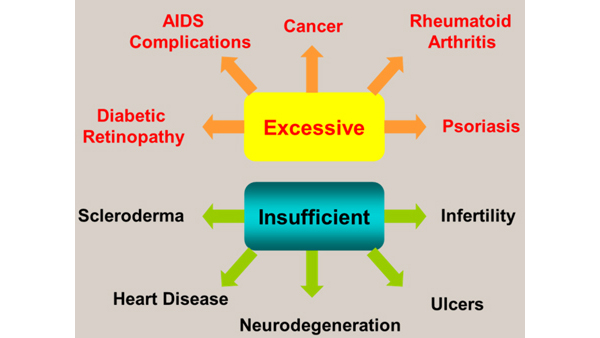 AIDS
Complications
Cancer
Rheumatoid
Arthritis
Diabetic
Retinopathy
Excessive
Psoriasis
Scleroderma
Insufficient
Infertility
Heart Disease
Neurodegeneration
Ulcers